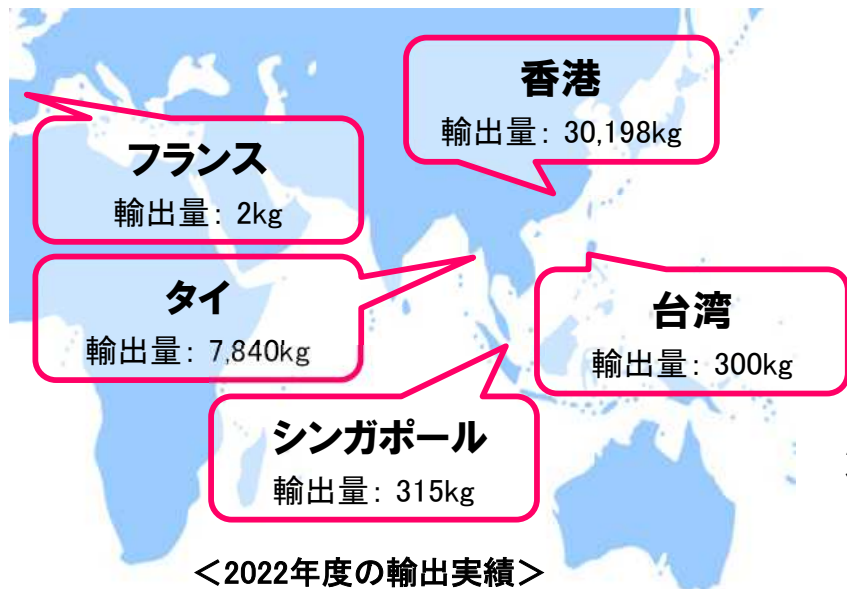 香港
輸出量: 30,198kg
フランス
輸出量: 2kg
タイ
輸出量: 7,840kg
台湾
輸出量: 300kg
シンガポール
輸出量: 315kg
<2022年度の輸出実績>